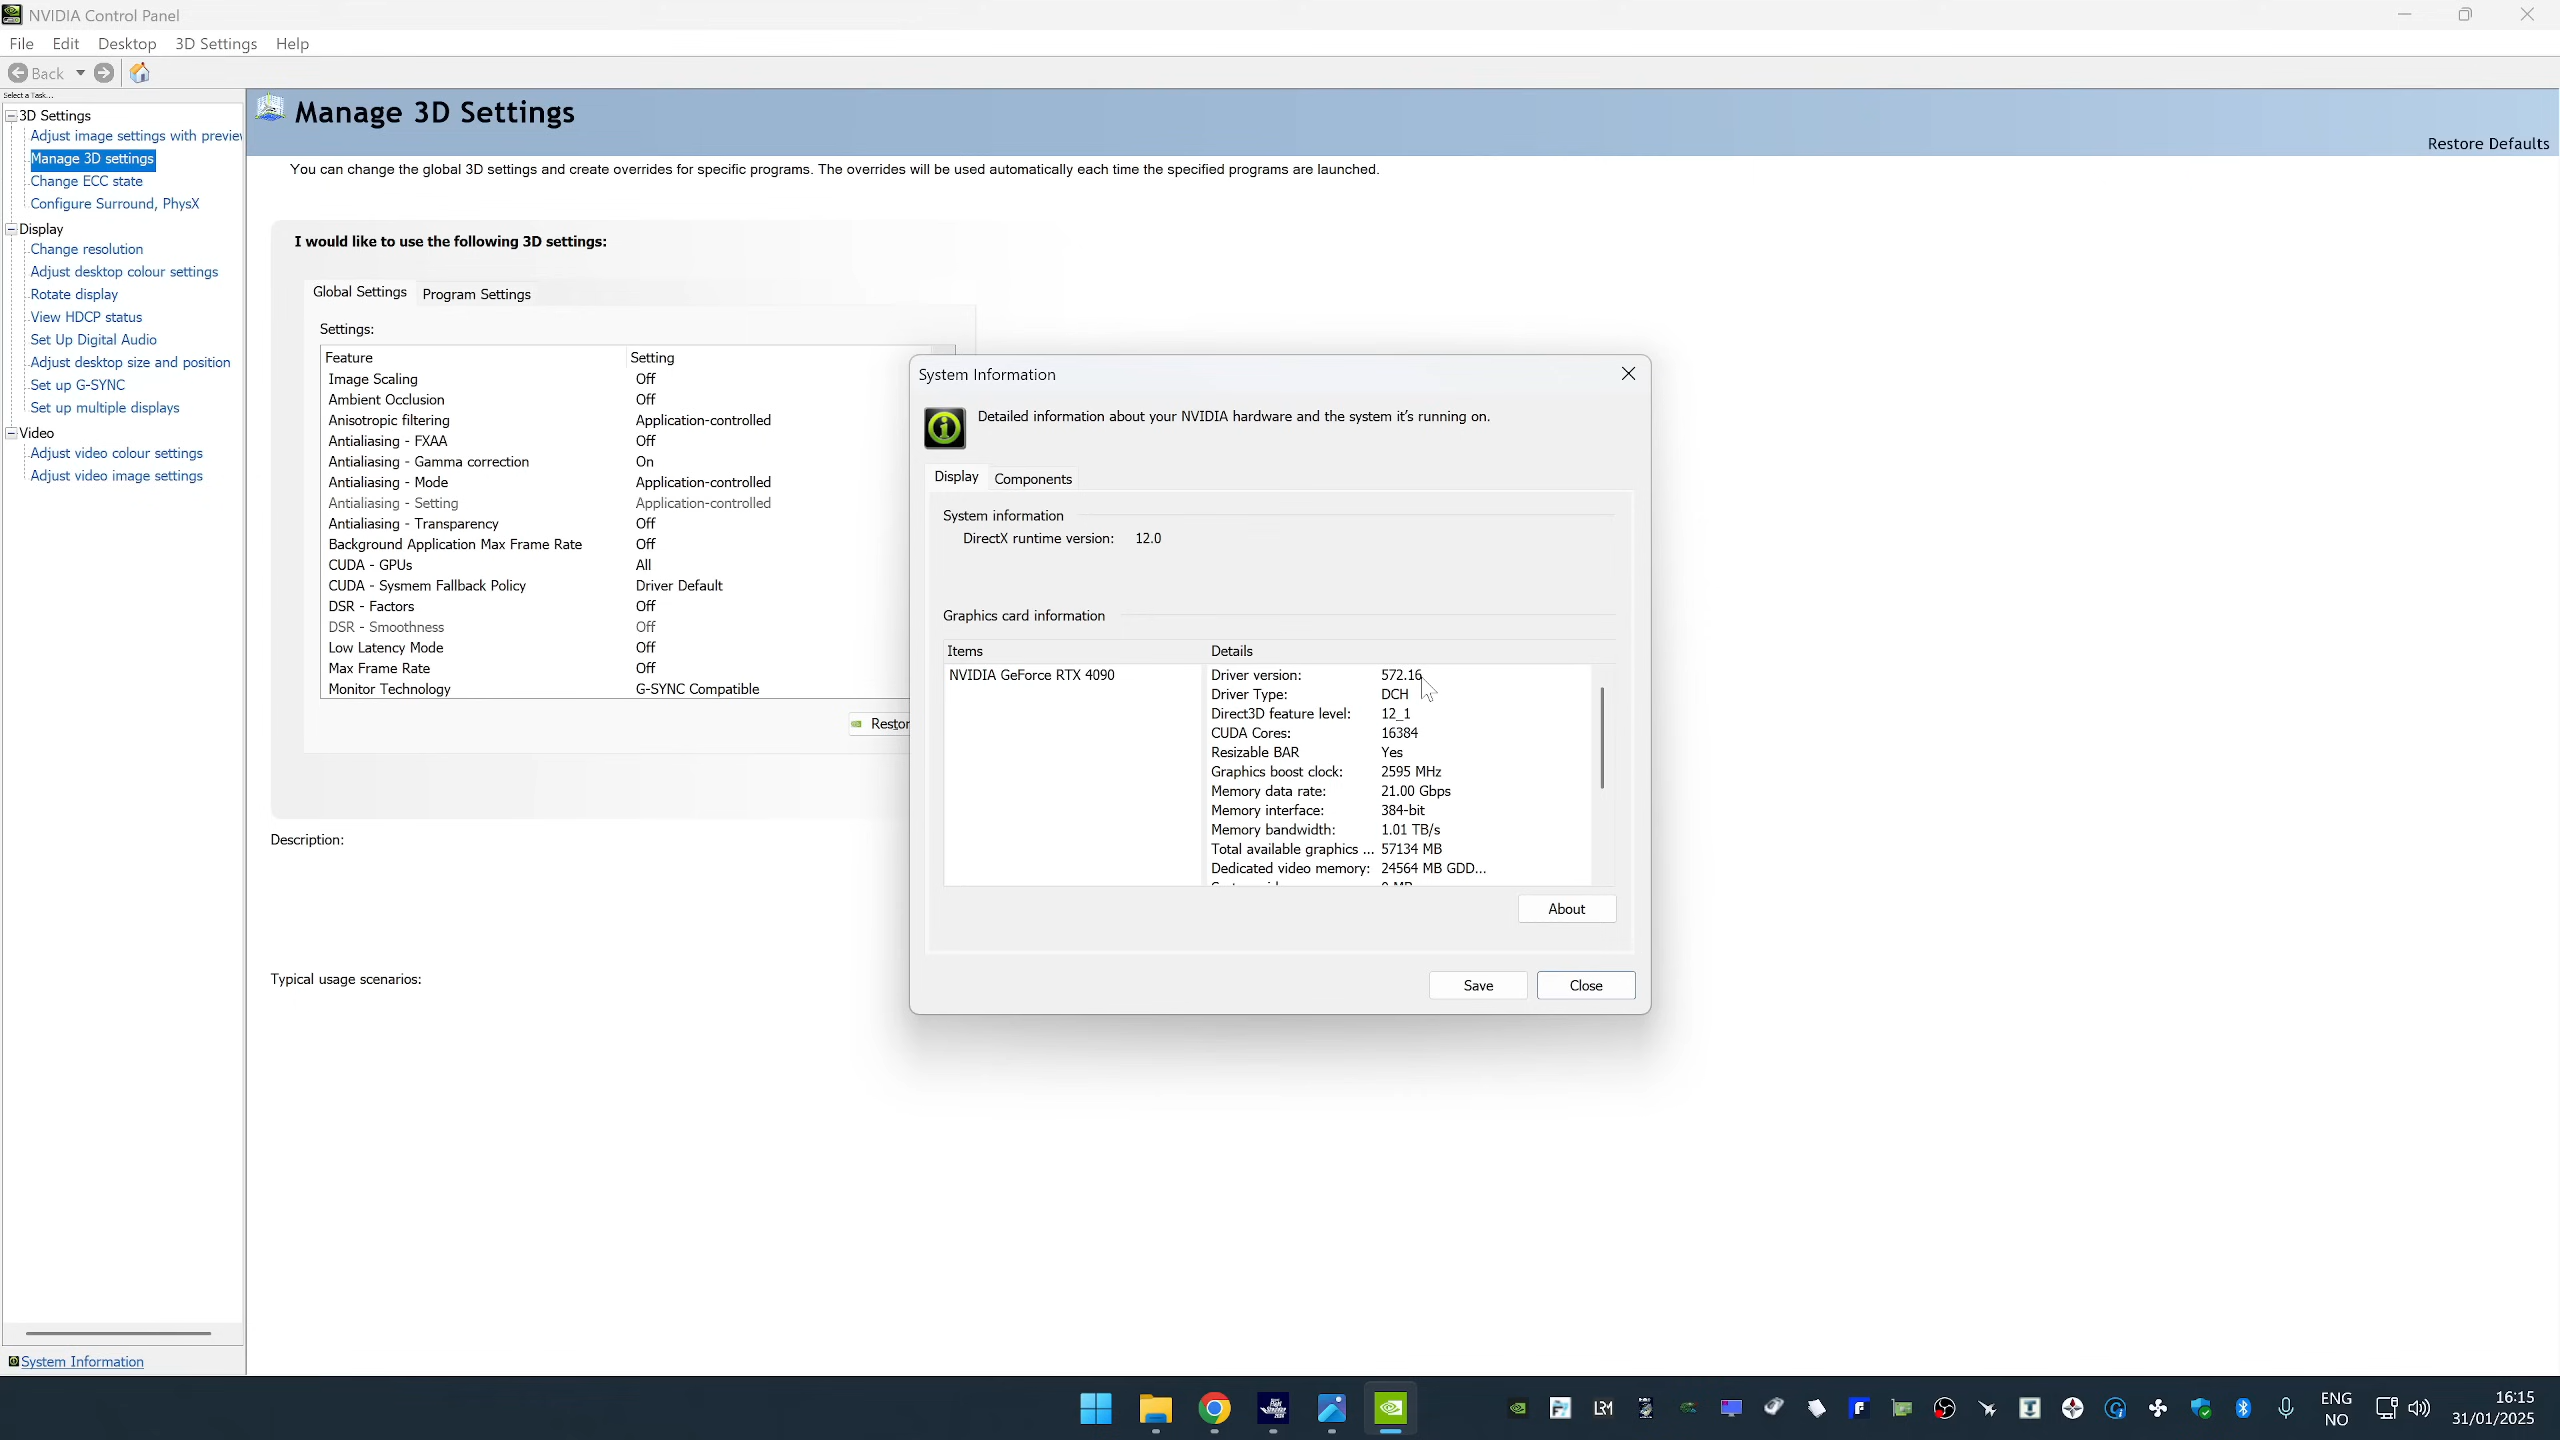 NVIDIA Control Panel
File Edit Desktop 3D Settings Help
Back
Select a Task...
3D Settings
Adjust image settings with preview
Manage 3D settings
Change ECC state
Configure Surround, PhysX
Display
Change resolution
Adjust desktop colour settings
Rotate display
View HDCP status
Set Up Digital Audio
Adjust desktop size and position
Set up G-SYNC
Set up multiple displays
Video
Adjust video colour settings
Adjust video image settings
System Information
Manage 3D Settings
Restore Defaults
You can change the global 3D settings and create overrides for specific programs. The overrides will be used automatically each time the specified programs are launched.
I would like to use the following 3D settings:
Global Settings Program Settings
Settings:
Feature Setting
Image Scaling Off
Ambient Occlusion Off
Anisotropic filtering Application-controlled
Antialiasing - FXAA Off
Antialiasing - Gamma correction On
Antialiasing - Mode Application-controlled
Antialiasing - Setting Application-controlled
Antialiasing - Transparency Off
Background Application Max Frame Rate Off
CUDA - GPUs All
CUDA - Sysmem Fallback Policy Driver Default
DSR - Factors Off
DSR - Smoothness Off
Low Latency Mode Off
Max Frame Rate Off
Monitor Technology G-SYNC Compatible
Restor
Description:
Typical usage scenarios:
System Information
Detailed information about your NVIDIA hardware and the system it's running on.
Display Components
System information
DirectX runtime version: 12.0
Graphics card information
Items Details
NVIDIA GeForce RTX 4090
Driver version: 572.16
Driver Type: DCH
Direct3D feature level: 12_1
CUDA Cores: 16384
Resizable BAR Yes
Graphics boost clock: 2595 MHz
Memory data rate: 21.00 Gbps
Memory interface: 384-bit
Memory bandwidth: 1.01 TB/s
Total available graphics ... 57134 MB
Dedicated video memory: 24564 MB GDD...
About
Save Close
LRM
ENG
NO
16:15
31/01/2025